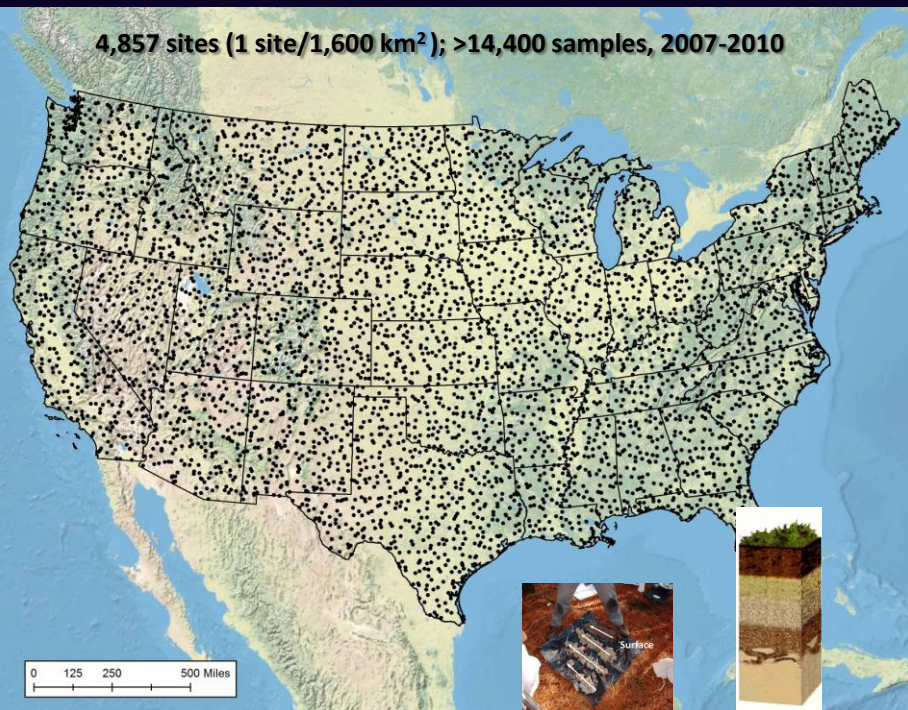 4,857 sites (1 site/1,600 km²); >14,400 samples, 2007-2010
Surface
0 125 250 500 Miles